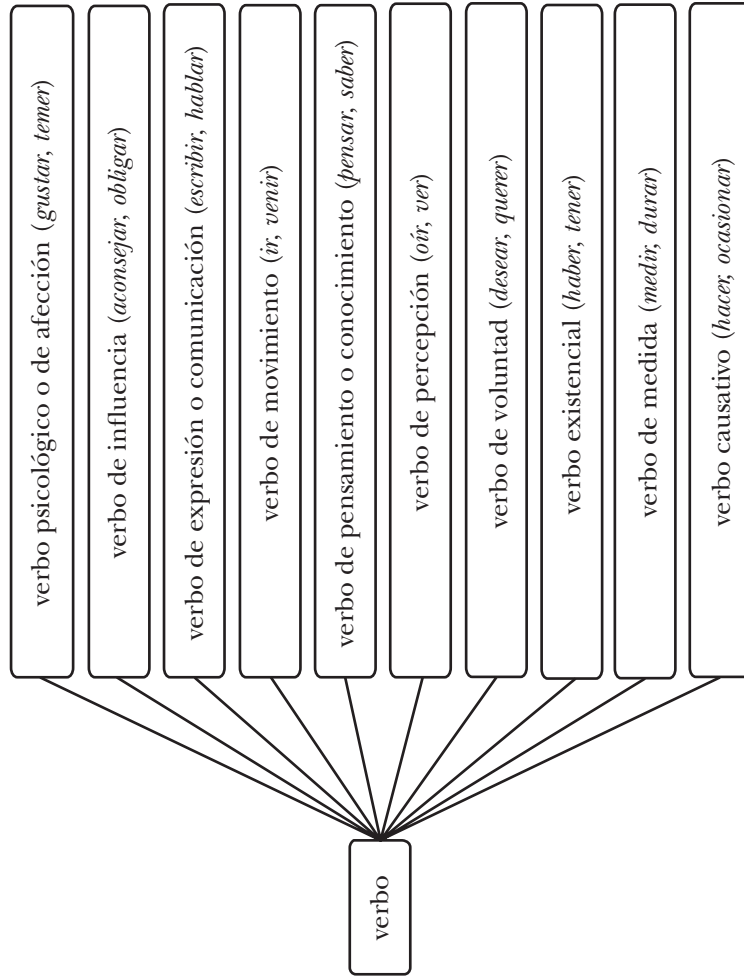 verbo
verbo psicológico o de afección (gustar, temer)
verbo de influencia (aconsejar, obligar)
verbo de expresión o comunicación (escribir, hablar)
verbo de movimiento (ir, venir)
verbo de pensamiento o conocimiento (pensar, saber)
verbo de percepción (oír, ver)
verbo de voluntad (desear, querer)
verbo existencial (haber, tener)
verbo de medida (medir, durar)
verbo causativo (hacer, ocasionar)